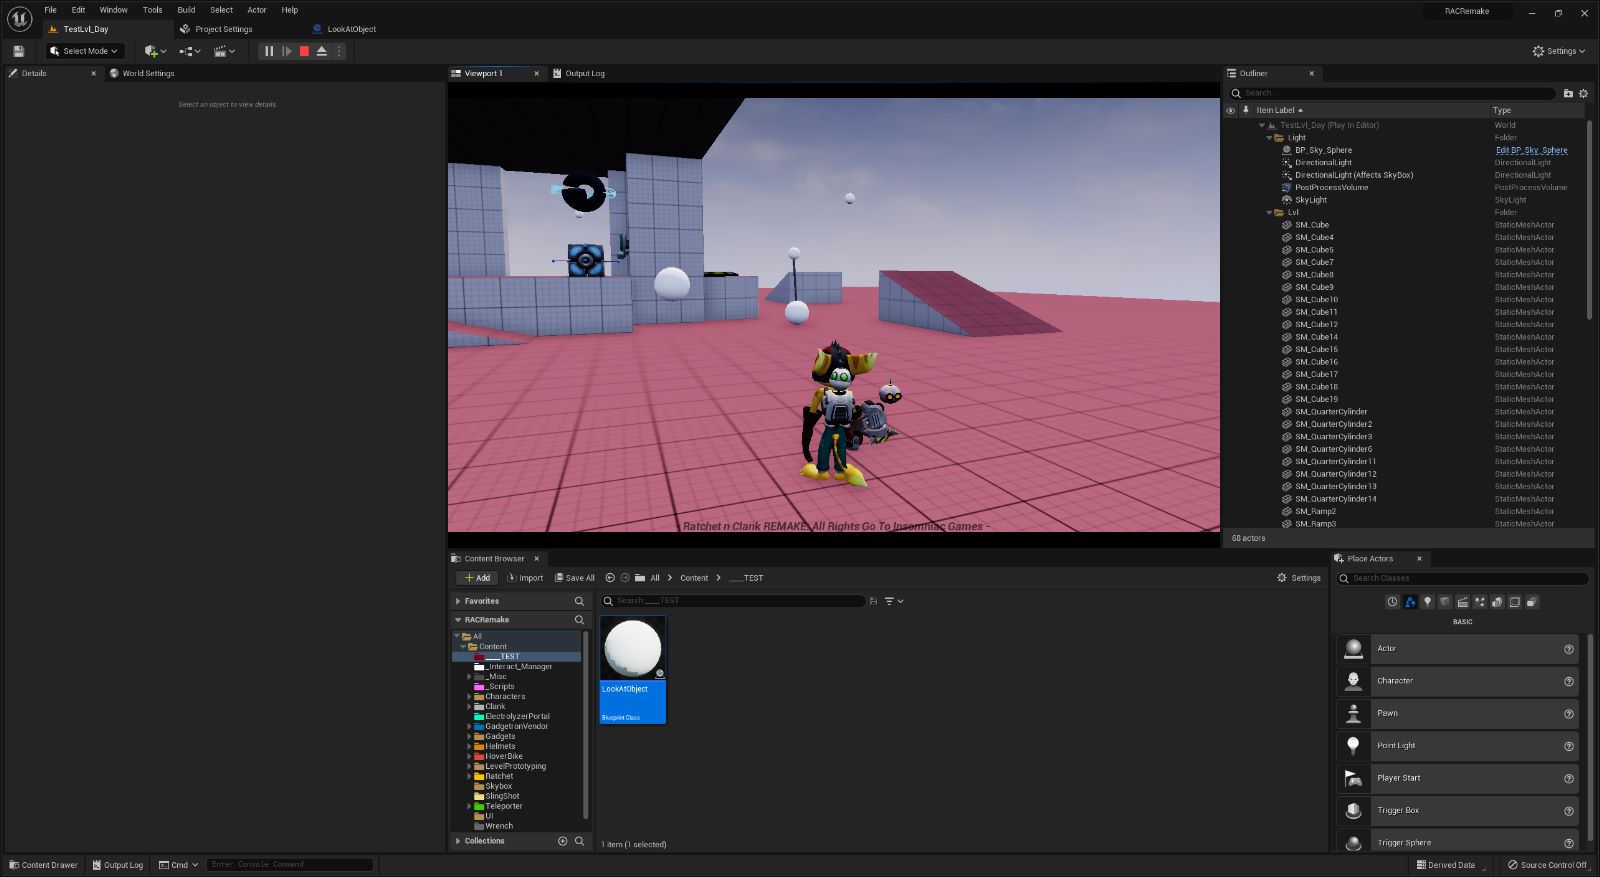 File Edit Window Tools Build Select Actor Help
RACRemake
TestLvl_Day
Project Settings
LookAtObject
Select Mode
Settings
Details
World Settings
Select an object to view details.
Viewport 1
Output Log
- Ratchet n Clank REMAKE: All Rights Go To Insomniac Games -
Outliner
Search...
Item Label
Type
TestLvl_Day (Play In Editor) World
Light Folder
BP_Sky_Sphere Edit BP_Sky_Sphere
DirectionalLight DirectionalLight
DirectionalLight (Affects SkyBox) DirectionalLight
PostProcessVolume PostProcessVolume
SkyLight SkyLight
Lvl Folder
SM_Cube StaticMeshActor
SM_Cube4 StaticMeshActor
SM_Cube5 StaticMeshActor
SM_Cube7 StaticMeshActor
SM_Cube8 StaticMeshActor
SM_Cube9 StaticMeshActor
SM_Cube10 StaticMeshActor
SM_Cube11 StaticMeshActor
SM_Cube12 StaticMeshActor
SM_Cube14 StaticMeshActor
SM_Cube15 StaticMeshActor
SM_Cube16 StaticMeshActor
SM_Cube17 StaticMeshActor
SM_Cube18 StaticMeshActor
SM_Cube19 StaticMeshActor
SM_QuarterCylinder StaticMeshActor
SM_QuarterCylinder2 StaticMeshActor
SM_QuarterCylinder3 StaticMeshActor
SM_QuarterCylinder6 StaticMeshActor
SM_QuarterCylinder11 StaticMeshActor
SM_QuarterCylinder12 StaticMeshActor
SM_QuarterCylinder13 StaticMeshActor
SM_QuarterCylinder14 StaticMeshActor
SM_Ramp2 StaticMeshActor
SM_Ramp3 StaticMeshActor
68 actors
Content Browser
Add
Import
Save All
All
Content
____TEST
Settings
Favorites
RACRemake
All
Content
____TEST
_Interact_Manager
_Misc
_Scripts
Characters
Clank
ElectrolyzerPortal
GadgetronVendor
Gadgets
Helmets
HoverBike
LevelPrototyping
Ratchet
Skybox
SlingShot
Teleporter
UI
Wrench
Collections
Search ____TEST
LookAtObject
Blueprint Class
1 item (1 selected)
Place Actors
Search Classes
BASIC
Actor
Character
Pawn
Point Light
Player Start
Trigger Box
Trigger Sphere
Content Drawer
Output Log
Cmd
Enter Console Command
Derived Data
Source Control Off